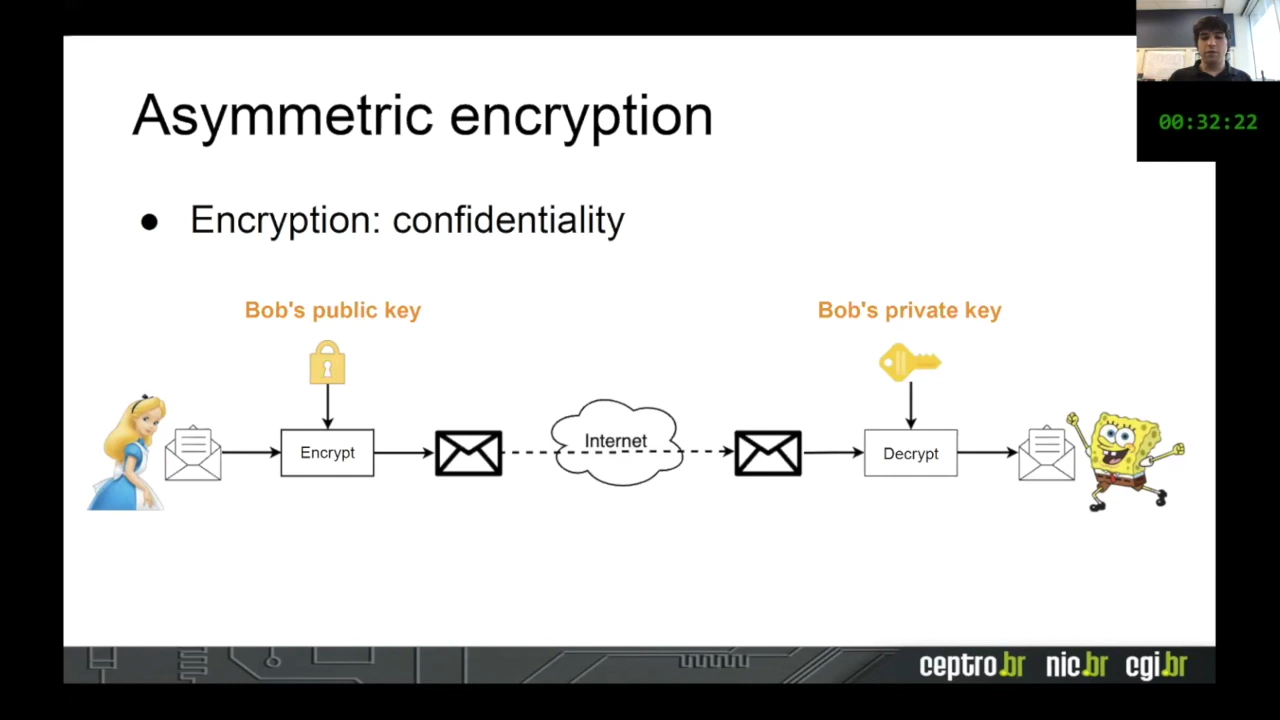 Asymmetric encryption
00:32:22
● Encryption: confidentiality
Bob's public key
Bob's private key
Encrypt
Internet
Decrypt
ceptro.br nic.br cgi.br